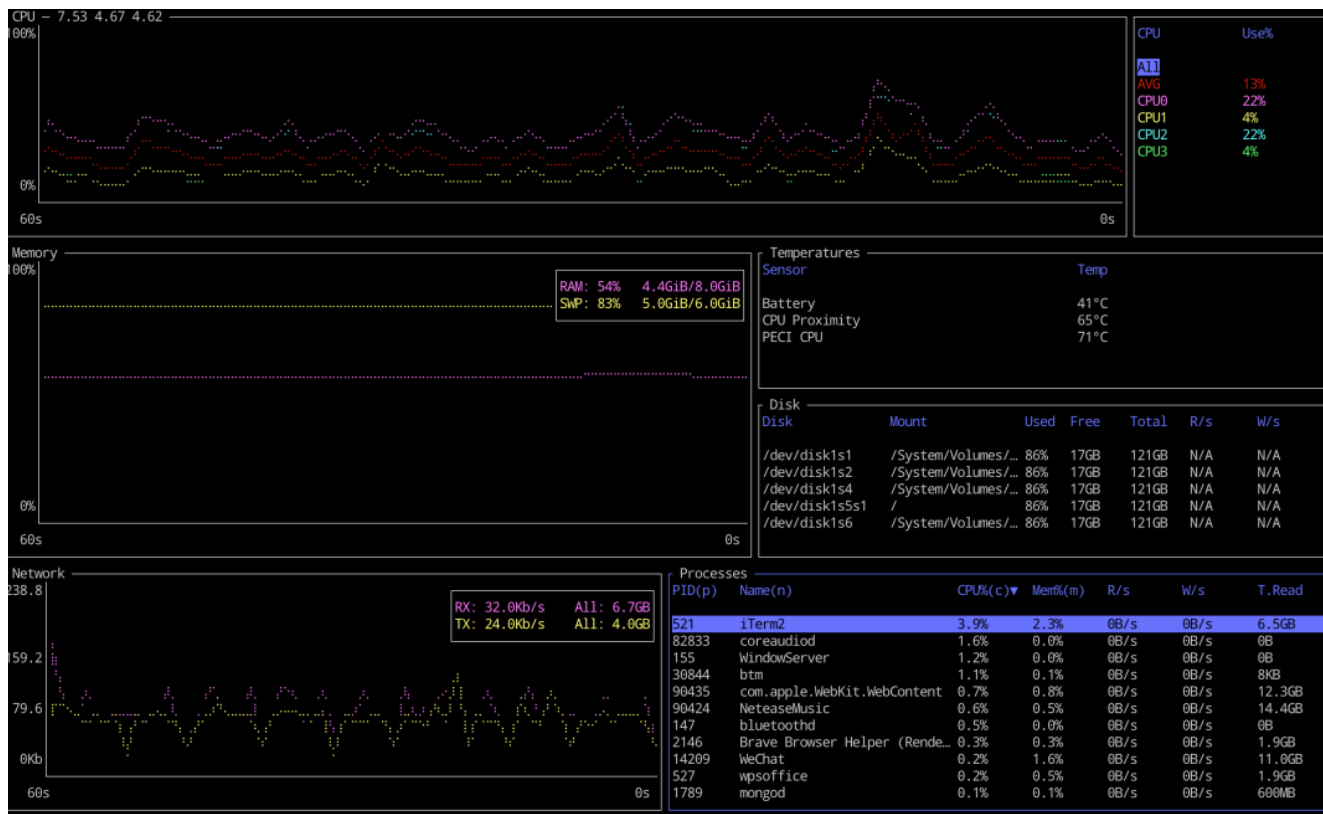 CPU — 7.53 4.67 4.62
100%
0%
60s 0s
CPU Use%
All
AVG 13%
CPU0 22%
CPU1 4%
CPU2 22%
CPU3 4%
Memory
100%
RAM: 54% 4.4GiB/8.0GiB
SWP: 83% 5.0GiB/6.0GiB
0%
60s 0s
Temperatures
Sensor Temp
Battery 41°C
CPU Proximity 65°C
PECI CPU 71°C
Disk
Disk Mount Used Free Total R/s W/s
/dev/disk1s1 /System/Volumes/… 86% 17GB 121GB N/A N/A
/dev/disk1s2 /System/Volumes/… 86% 17GB 121GB N/A N/A
/dev/disk1s4 /System/Volumes/… 86% 17GB 121GB N/A N/A
/dev/disk1s5s1 / 86% 17GB 121GB N/A N/A
/dev/disk1s6 /System/Volumes/… 86% 17GB 121GB N/A N/A
Network
238.8
RX: 32.0Kb/s All: 6.7GB
TX: 24.0Kb/s All: 4.0GB
159.2
79.6
0Kb
60s 0s
Processes
PID(p) Name(n) CPU%(c)▼ Mem%(m) R/s W/s T.Read
521 iTerm2 3.9% 2.3% 0B/s 0B/s 6.5GB
82833 coreaudiod 1.6% 0.0% 0B/s 0B/s 0B
155 WindowServer 1.2% 0.0% 0B/s 0B/s 0B
30844 btm 1.1% 0.1% 0B/s 0B/s 8KB
90435 com.apple.WebKit.WebContent 0.7% 0.8% 0B/s 0B/s 12.3GB
90424 NeteaseMusic 0.6% 0.5% 0B/s 0B/s 14.4GB
147 bluetoothd 0.5% 0.0% 0B/s 0B/s 0B
2146 Brave Browser Helper (Rende… 0.3% 0.3% 0B/s 0B/s 1.9GB
14209 WeChat 0.2% 1.6% 0B/s 0B/s 11.0GB
527 wpsoffice 0.2% 0.5% 0B/s 0B/s 1.9GB
1789 mongod 0.1% 0.1% 0B/s 0B/s 600MB